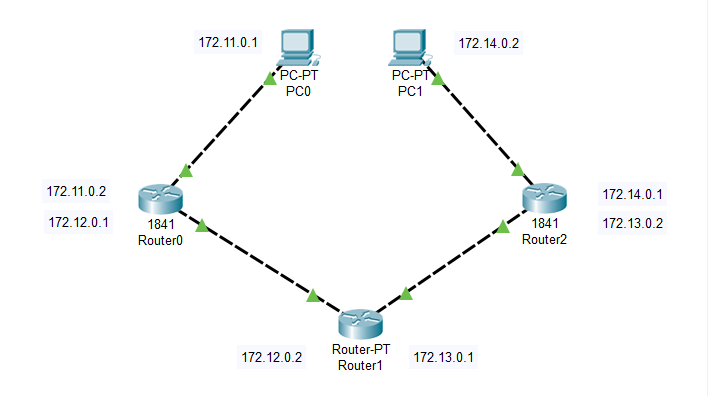 172.11.0.1
PC-PT
PC0
PC-PT
PC1
172.14.0.2
172.11.0.2
172.12.0.1
1841
Router0
1841
Router2
172.14.0.1
172.13.0.2
172.12.0.2
Router-PT
Router1
172.13.0.1